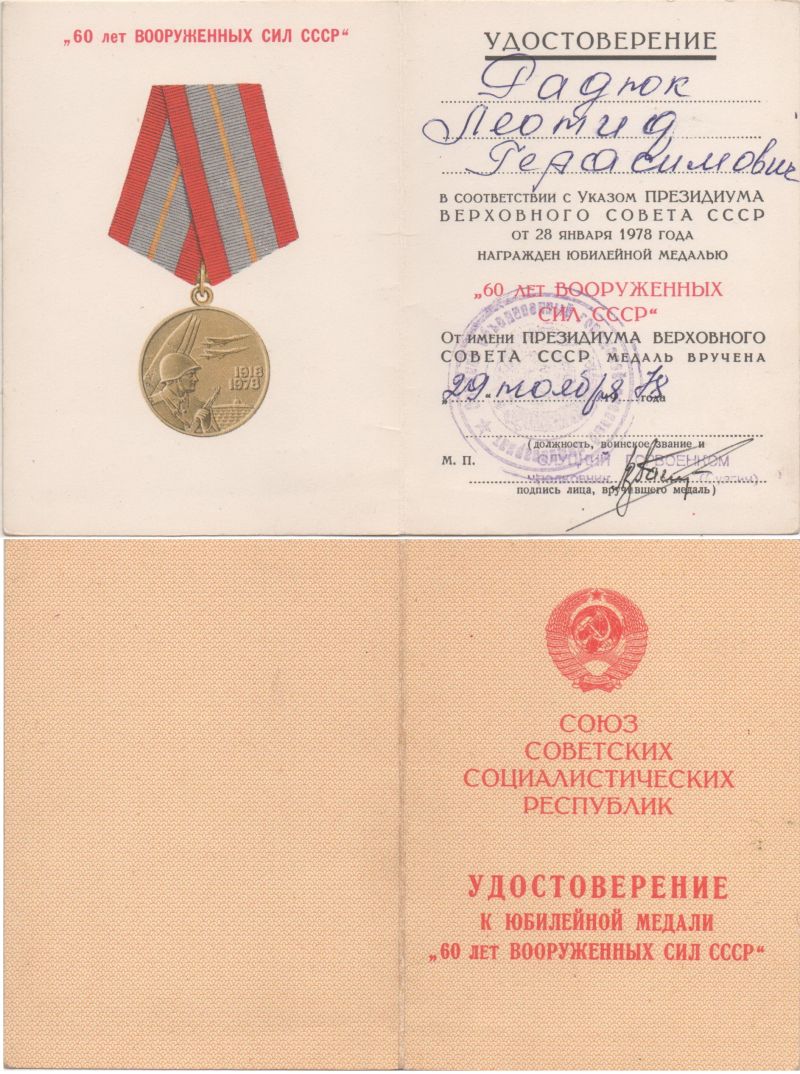 „60 лет ВООРУЖЕННЫХ СИЛ СССР“
1918
1978
УДОСТОВЕРЕНИЕ
Радюк
Леонид
Герасимович
В СООТВЕТСТВИИ С УКАЗОМ ПРЕЗИДИУМА
ВЕРХОВНОГО СОВЕТА СССР
ОТ 28 ЯНВАРЯ 1978 ГОДА
НАГРАЖДЕН ЮБИЛЕЙНОЙ МЕДАЛЬЮ
„60 ЛЕТ ВООРУЖЕННЫХ
СИЛ СССР“
ОТ ИМЕНИ ПРЕЗИДИУМА ВЕРХОВНОГО
СОВЕТА СССР МЕДАЛЬ ВРУЧЕНА
„29“ ноября 1978 года
(должность, воинское звание и
М. П.
СЛУЦКИЙ ГОРВОЕНКОМ
подпись лица, вручившего медаль)
СОЮЗ
СОВЕТСКИХ
СОЦИАЛИСТИЧЕСКИХ
РЕСПУБЛИК
УДОСТОВЕРЕНИЕ
К ЮБИЛЕЙНОЙ МЕДАЛИ
„60 ЛЕТ ВООРУЖЕННЫХ СИЛ СССР“